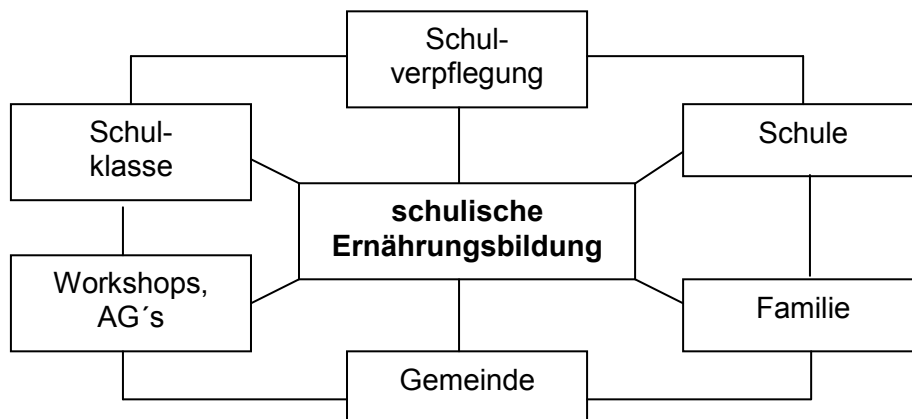 Schul-
verpflegung
Schul-
klasse
Schule
schulische
Ernährungsbildung
Workshops,
AG´s
Familie
Gemeinde